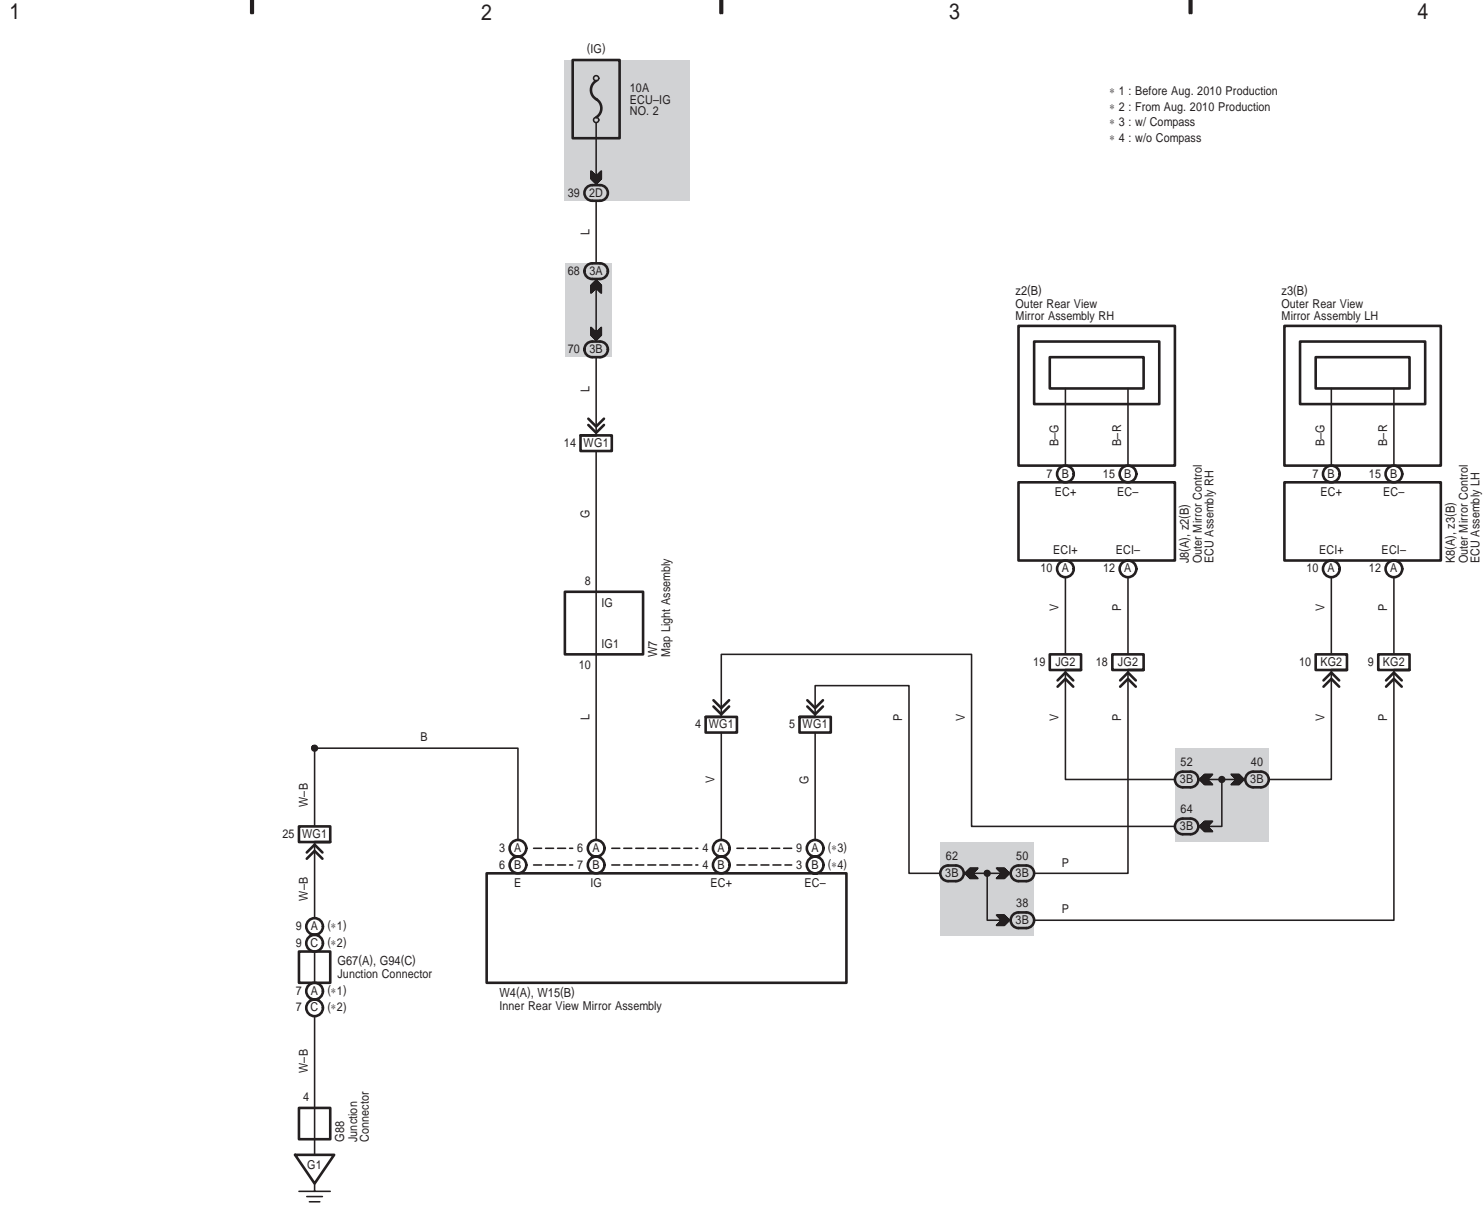 1
2
3
4
(IG)
10A
ECU–IG
NO. 2
39 2D
L
68 3A
70 3B
L
14 WG1
G
8
IG
IG1
10
W7
Map Light Assembly
L
∗ 1 : Before Aug. 2010 Production
∗ 2 : From Aug. 2010 Production
∗ 3 : w/ Compass
∗ 4 : w/o Compass
z2(B)
Outer Rear View
Mirror Assembly RH
B–G
B–R
7 B
15 B
EC+
EC–
ECI+
ECI–
J8(A), z2(B)
Outer Mirror Control
ECU Assembly RH
10 A
12 A
V
P
19 JG2
18 JG2
V
P
z3(B)
Outer Rear View
Mirror Assembly LH
B–G
B–R
7 B
15 B
EC+
EC–
ECI+
ECI–
K8(A), z3(B)
Outer Mirror Control
ECU Assembly LH
10 A
12 A
V
P
10 KG2
9 KG2
V
P
4 WG1
5 WG1
P
V
V
G
52
3B
40
3B
64
3B
62
3B
50
3B
P
38
3B
P
B
W–B
25 WG1
W–B
9 A (∗1)
9 C (∗2)
G67(A), G94(C)
Junction Connector
7 A (∗1)
7 C (∗2)
W–B
4
G88
Junction
Connector
G1
3 A
6 A
4 A
9 A (∗3)
6 B
7 B
4 B
3 B (∗4)
E
IG
EC+
EC–
W4(A), W15(B)
Inner Rear View Mirror Assembly